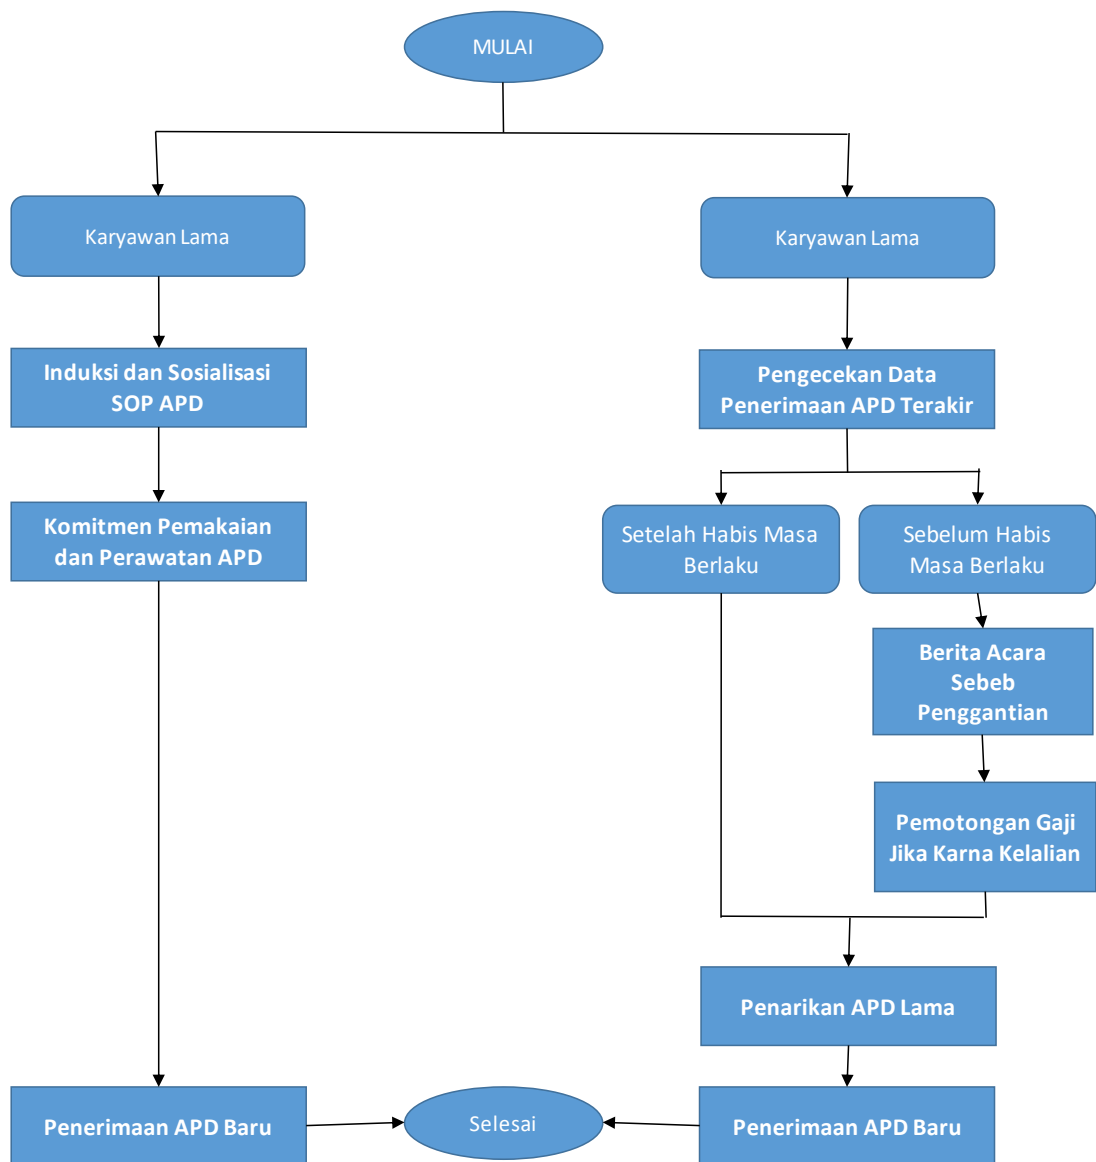 MULAI
Karyawan Lama
Karyawan Lama
Induksi dan Sosialisasi
SOP APD
Pengecekan Data
Penerimaan APD Terakir
Komitmen Pemakaian
dan Perawatan APD
Setelah Habis Masa
Berlaku
Sebelum Habis
Masa Berlaku
Berita Acara
Sebeb
Penggantian
Pemotongan Gaji
Jika Karna Kelalian
Penarikan APD Lama
Penerimaan APD Baru
Selesai
Penerimaan APD Baru